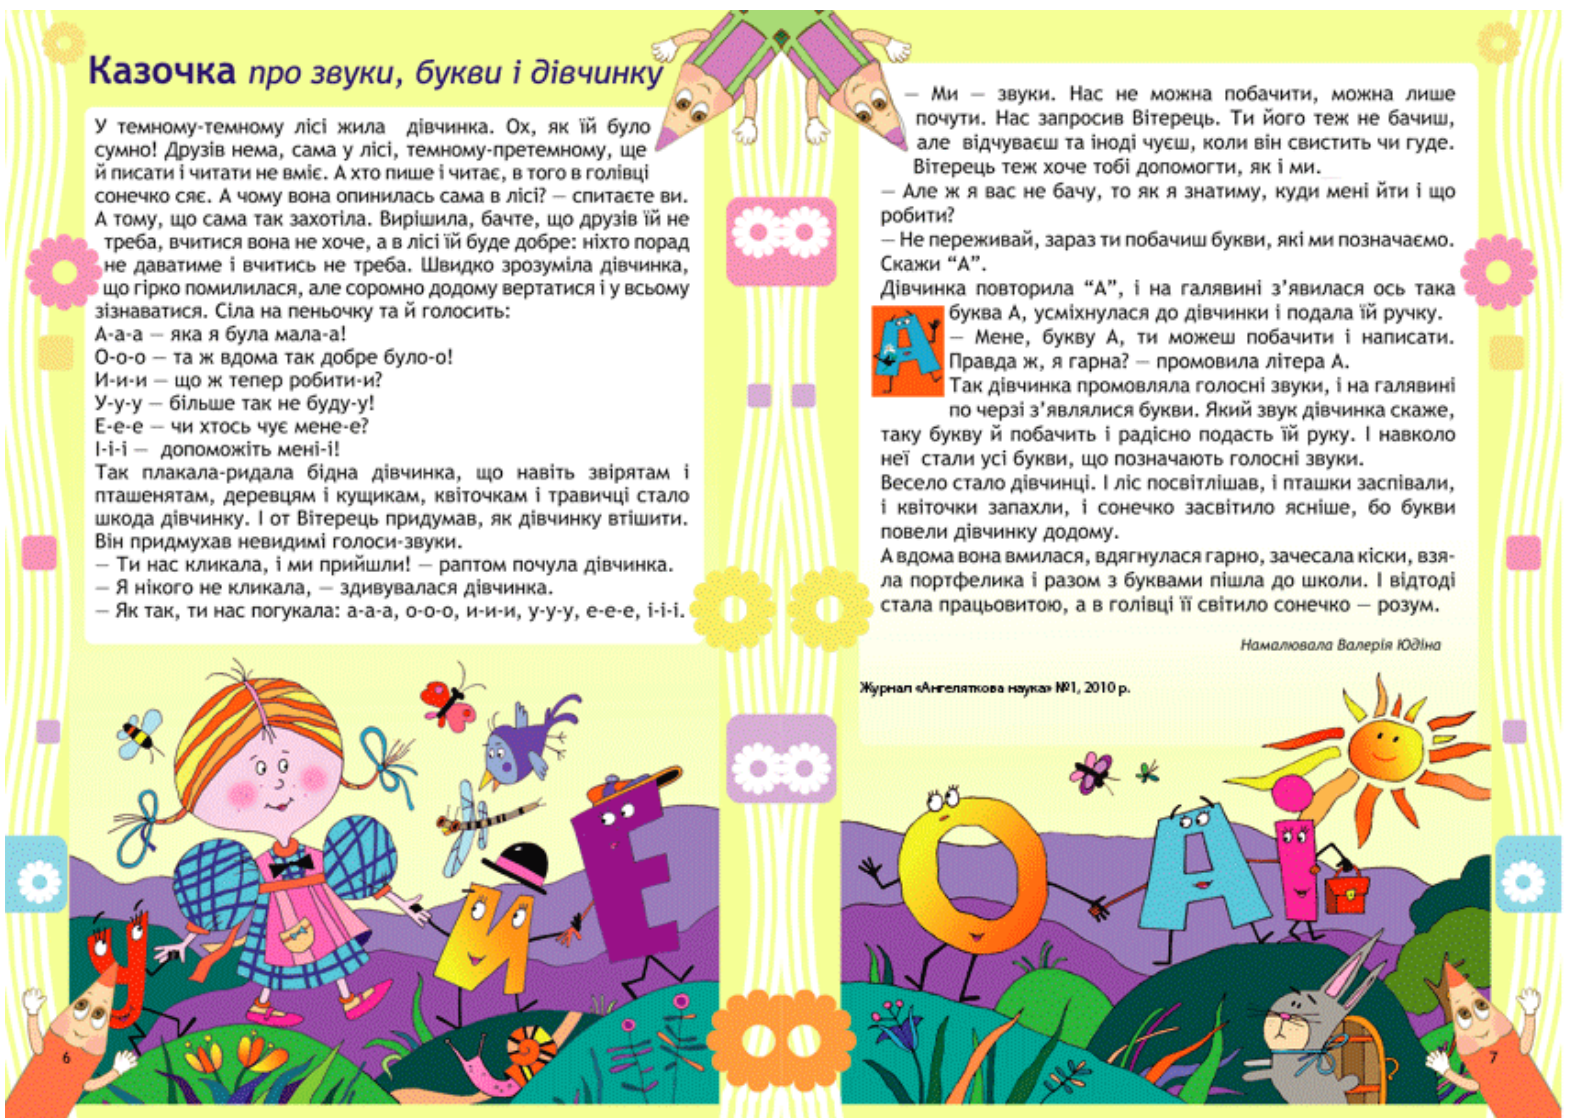 Казочка про звуки, букви і дівчинку
У темному-темному лісі жила дівчинка. Ох, як їй було
сумно! Друзів нема, сама у лісі, темному-претемному, ще
й писати і читати не вміє. А хто пише і читає, в того в голівці
сонечко сяє. А чому вона опинилась сама в лісі? — спитаєте ви.
А тому, що сама так захотіла. Вирішила, бачте, що друзів їй не
треба, вчитися вона не хоче, а в лісі їй буде добре: ніхто порад
не даватиме і вчитись не треба. Швидко зрозуміла дівчинка,
що гірко помилилася, але соромно додому вертатися і у всьому
зізнаватися. Сіла на пеньочку та й голосить:
А-а-а — яка я була мала-а!
О-о-о — та ж вдома так добре було-о!
И-и-и — що ж тепер робити-и?
У-у-у — більше так не буду-у!
Е-е-е — чи хтось чує мене-е?
І-і-і — допоможіть мені-і!
Так плакала-ридала бідна дівчинка, що навіть звірятам і
пташенятам, деревцям і кущикам, квіточкам і травичці стало
шкода дівчинку. І от Вітерець придумав, як дівчинку втішити.
Він придмухав невидимі голоси-звуки.
— Ти нас кликала, і ми прийшли! — раптом почула дівчинка.
— Я нікого не кликала, — здивувалася дівчинка.
— Як так, ти нас погукала: а-а-а, о-о-о, и-и-и, у-у-у, е-е-е, і-і-і.
У
И
Е
6
— Ми — звуки. Нас не можна побачити, можна лише
почути. Нас запросив Вітерець. Ти його теж не бачиш,
але відчуваєш та іноді чуєш, коли він свистить чи гуде.
Вітерець теж хоче тобі допомогти, як і ми.
— Але ж я вас не бачу, то як я знатиму, куди мені йти і що
робити?
— Не переживай, зараз ти побачиш букви, які ми позначаємо.
Скажи “А”.
Дівчинка повторила “А”, і на галявині з’явилася ось така
буква А, усміхнулася до дівчинки і подала їй ручку.
А
— Мене, букву А, ти можеш побачити і написати.
Правда ж, я гарна? — промовила літера А.
Так дівчинка промовляла голосні звуки, і на галявині
по черзі з’являлися букви. Який звук дівчинка скаже,
таку букву й побачить і радісно подасть їй руку. І навколо
неї стали усі букви, що позначають голосні звуки.
Весело стало дівчинці. І ліс посвітлішав, і пташки заспівали,
і квіточки запахли, і сонечко засвітило ясніше, бо букви
повели дівчинку додому.
А вдома вона вмилася, вдягнулася гарно, зачесала кіски, взя-
ла портфелика і разом з буквами пішла до школи. І відтоді
стала працьовитою, а в голівці її світило сонечко — розум.
Намалювала Валерія Юдіна
Журнал «Ангеляткова наука» №1, 2010 р.
О
А
І
7